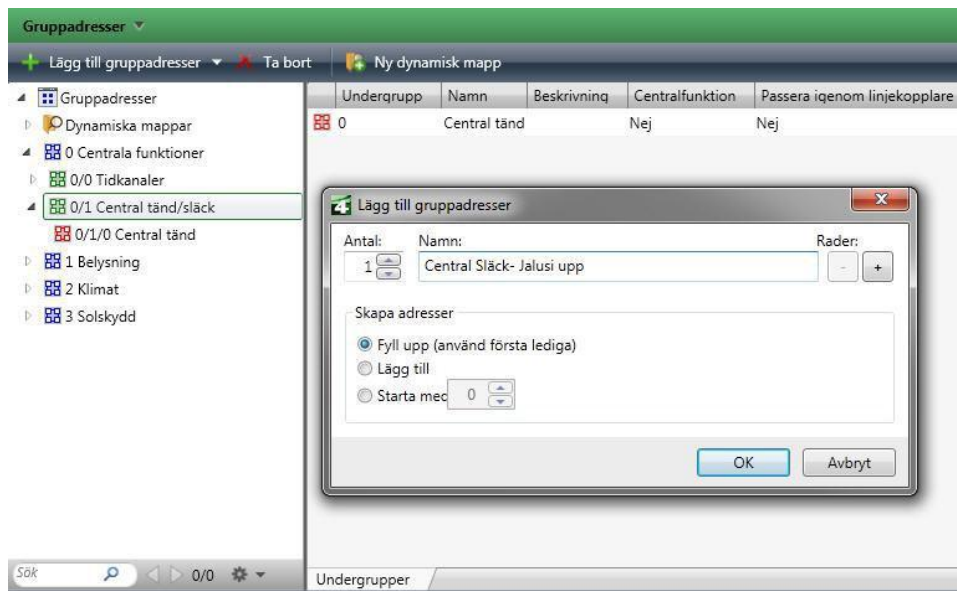 Gruppadresser
Lägg till gruppadresser Ta bort Ny dynamisk mapp
Gruppadresser
Dynamiska mappar
0 Centrala funktioner
0/0 Tidkanaler
0/1 Central tänd/släck
0/1/0 Central tänd
1 Belysning
2 Klimat
3 Solskydd
Undergrupp Namn Beskrivning Centralfunktion Passera igenom linjekopplare
0 Central tänd Nej Nej
4 Lägg till gruppadresser X
Antal: Namn: Rader:
1 Central Släck- Jalusi upp - +
Skapa adresser
Fyll upp (använd första lediga)
Lägg till
Starta med 0
OK Avbryt
Sök 0/0
Undergrupper